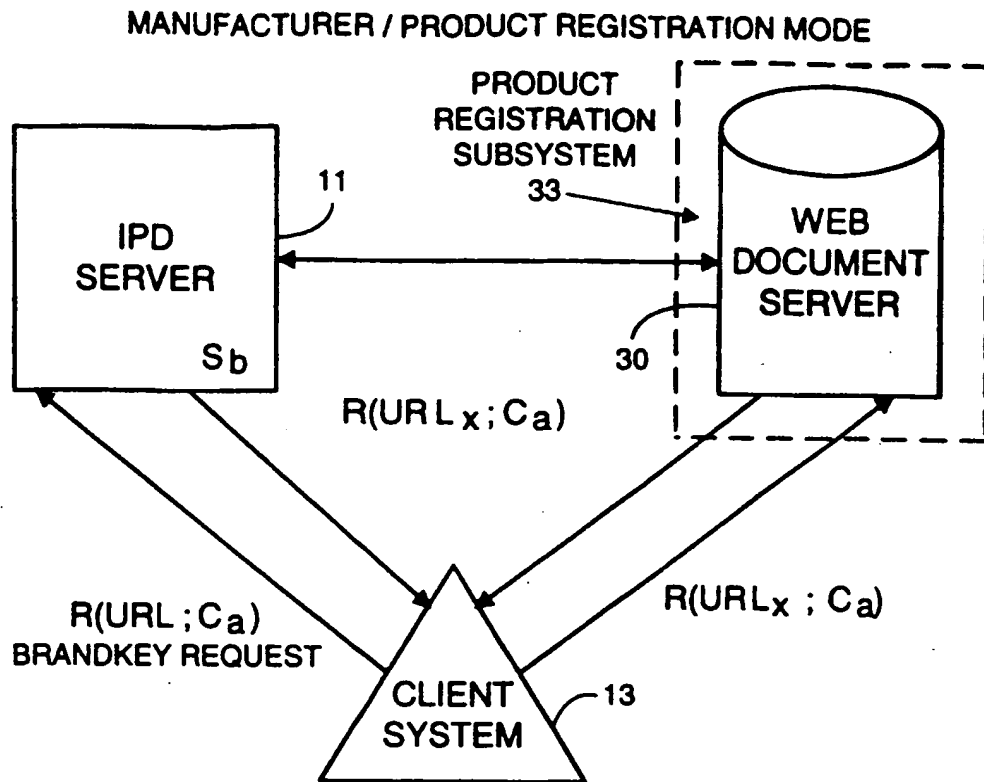 MANUFACTURER / PRODUCT REGISTRATION MODE
PRODUCT
REGISTRATION
SUBSYSTEM
33
11
IPD
SERVER
Sb
WEB
DOCUMENT
SERVER
30
R(URLx; Ca)
R(URL; Ca)
BRANDKEY REQUEST
R(URLx; Ca)
CLIENT
SYSTEM
13